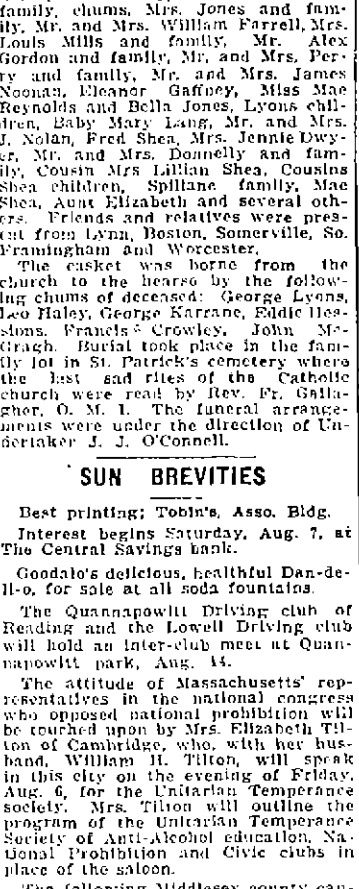 family, chums, Mrs. Jones and fam-
ily, Mr. and Mrs. William Farrell, Mrs.
Louis Mills and family, Mr. Alex
Gordon and family, Mr. and Mrs. Per-
ry and family, Mr. and Mrs. James
Noonan, Eleanor Gaffney, Miss Mae
Reynolds and Bella Jones, Lyons chil-
dren, Baby Mary Lang, Mr. and Mrs.
J. Nolan, Fred Shea, Mrs. Jennie Dwy-
er, Mr. and Mrs. Donnelly and fam-
ily, Cousin Mrs Lillian Shea, Cousins
Shea children, Spillane family, Mae
Shea, Aunt Elizabeth and several oth-
ers. Friends and relatives were pres-
ent from Lynn, Boston, Somerville, So.
Framingham and Worcester.
The casket was borne from the
church to the hearse by the follow-
ing chums of deceased: George Lyons,
Leo Haley, George Karrane, Eddie Hes-
sions, Francis Crowley, John Mc-
Gragh. Burial took place in the fam-
ily lot in St. Patrick's cemetery where
the last sad rites of the Catholic
church were read by Rev. Fr. Galla-
gher, O. M. I. The funeral arrange-
ments were under the direction of Un-
dertaker J. J. O'Connell.
SUN BREVITIES
Best printing; Tobin's, Asso. Bldg.
Interest begins Saturday, Aug. 7, at
The Central Savings bank.
Goodale's delicious, healthful Dan-de-
li-o, for sale at all soda fountains.
The Quannapowitt Driving club of
Reading and the Lowell Driving club
will hold an inter-club meet at Quan-
napowitt park, Aug. 14.
The attitude of Massachusetts' rep-
resentatives in the national congress
who opposed national prohibition will
be touched upon by Mrs. Elizabeth Til-
ton of Cambridge, who, with her hus-
band, William H. Tilton, will speak
in this city on the evening of Friday,
Aug. 6, for the Unitarian Temperance
society. Mrs. Tilton will outline the
program of the Unitarian Temperance
Society of Anti-Alcohol education, Na-
tional Prohibition and Civic clubs in
place of the saloon.
The following Middlesex county can-